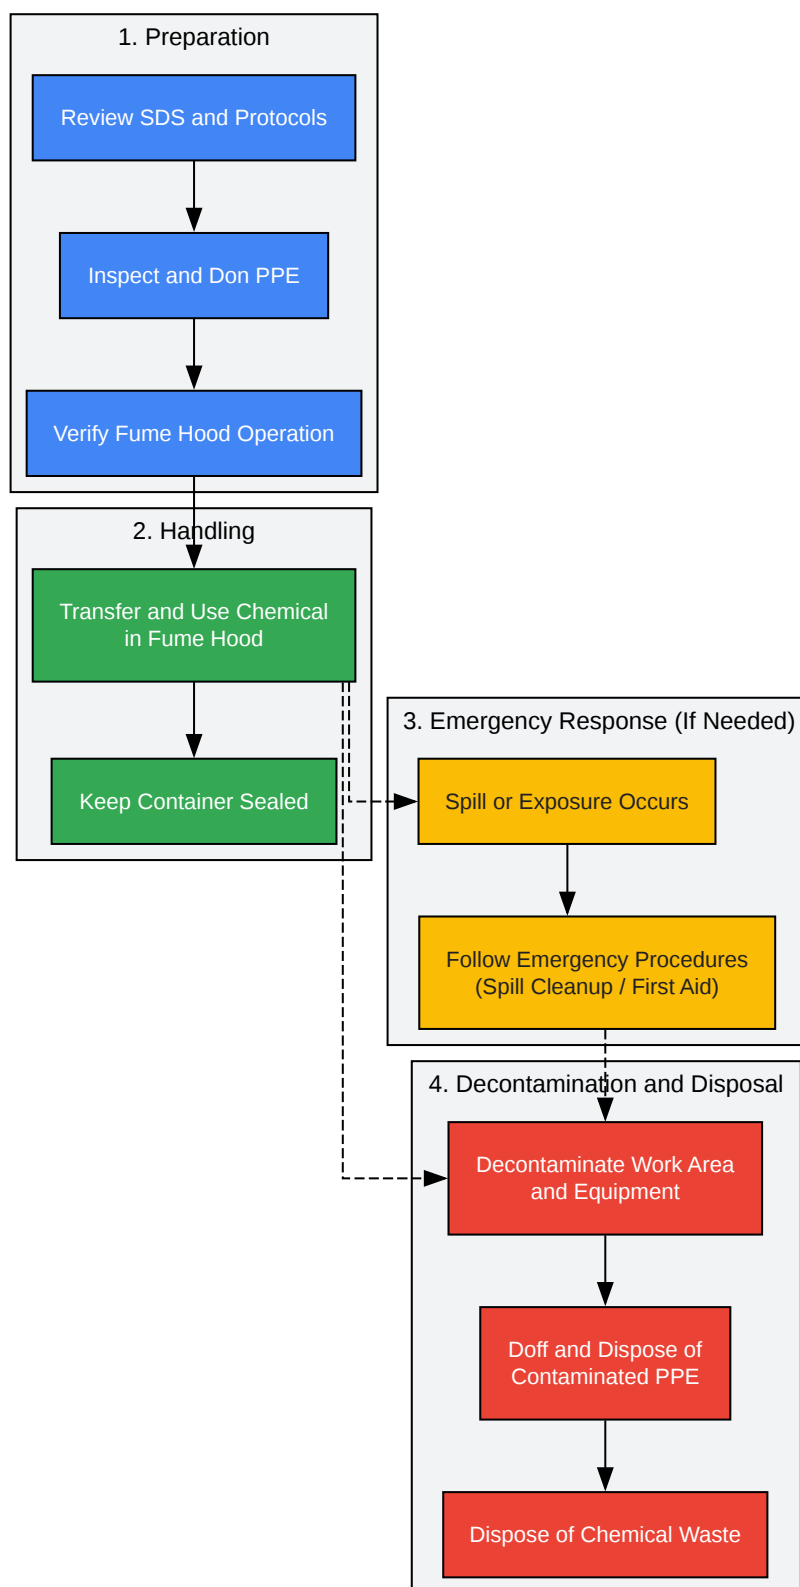 1. Preparation
Review SDS and Protocols
Inspect and Don PPE
Verify Fume Hood Operation
2. Handling
Transfer and Use Chemical
in Fume Hood
Keep Container Sealed
3. Emergency Response (If Needed)
Spill or Exposure Occurs
Follow Emergency Procedures
(Spill Cleanup / First Aid)
4. Decontamination and Disposal
Decontaminate Work Area
and Equipment
Doff and Dispose of
Contaminated PPE
Dispose of Chemical Waste